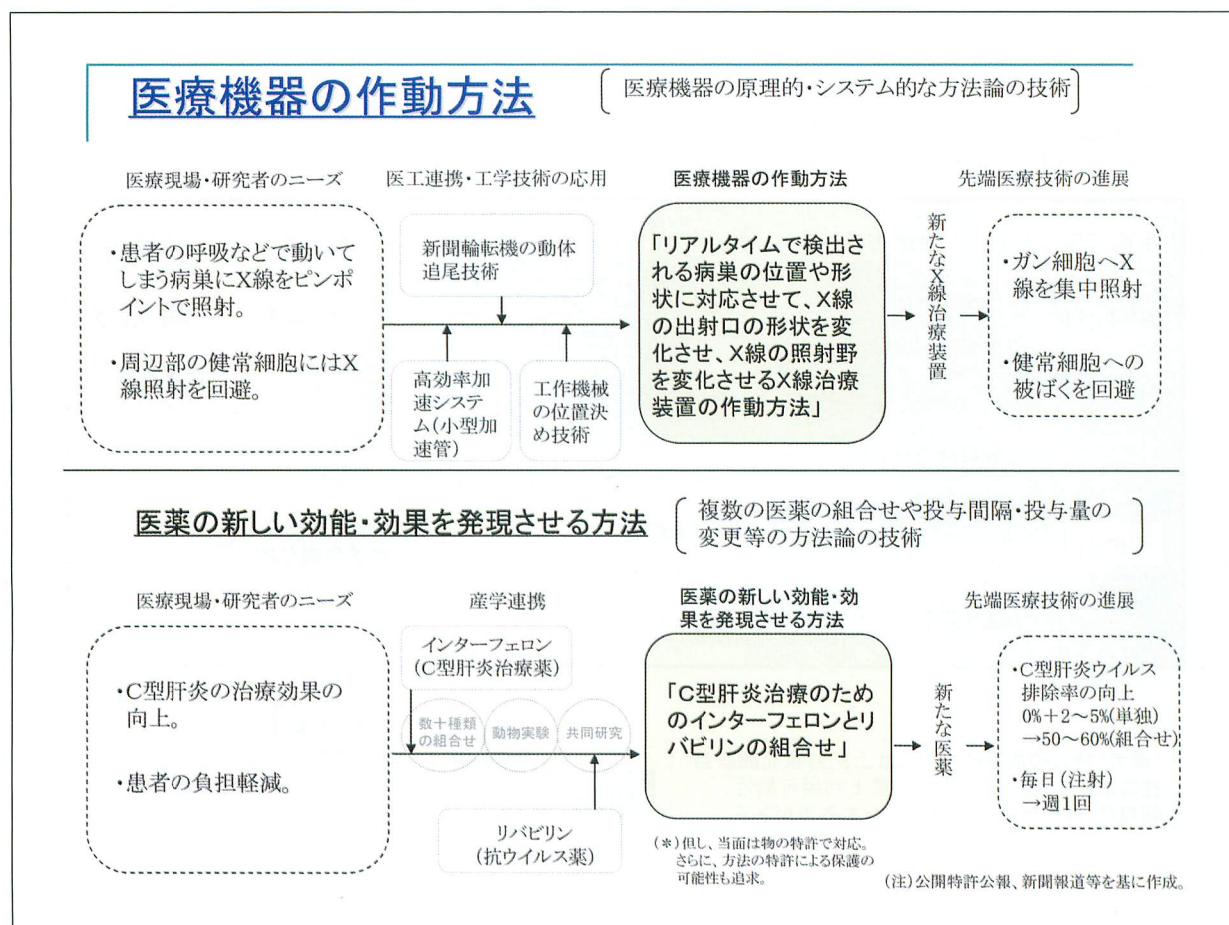 医療機器の作動方法
医療機器の原理的・システム的な方法論の技術
医療現場・研究者のニーズ
・患者の呼吸などで動いて
しまう病巣にX線をピンポ
イントで照射。
・周辺部の健常細胞にはX
線照射を回避。
医工連携・工学技術の応用
新聞輪転機の動体
追尾技術
高効率加
速システ
ム(小型加
速管)
工作機械
の位置決
め技術
医療機器の作動方法
「リアルタイムで検出さ
れる病巣の位置や形
状に対応させて、X線
の出射口の形状を変
化させ、X線の照射野
を変化させるX線治療
装置の作動方法」
新たなX線治療装置
先端医療技術の進展
・ガン細胞へX
線を集中照射
・健常細胞への
被ばくを回避
医薬の新しい効能・効果を発現させる方法
複数の医薬の組合せや投与間隔・投与量の
変更等の方法論の技術
医療現場・研究者のニーズ
・C型肝炎の治療効果の
向上。
・患者の負担軽減。
産学連携
インターフェロン
(C型肝炎治療薬)
数十種類
の組合せ
動物実験
共同研究
リバビリン
(抗ウイルス薬)
医薬の新しい効能・効
果を発現させる方法
「C型肝炎治療のため
のインターフェロンとリ
バビリンの組合せ」
(*)但し、当面は物の特許で対応。
さらに、方法の特許による保護の
可能性も追求。
新たな医薬
先端医療技術の進展
・C型肝炎ウイルス
排除率の向上
0%+2～5%(単独)
→50～60%(組合せ)
・毎日(注射)
→週1回
(注)公開特許公報、新聞報道等を基に作成。